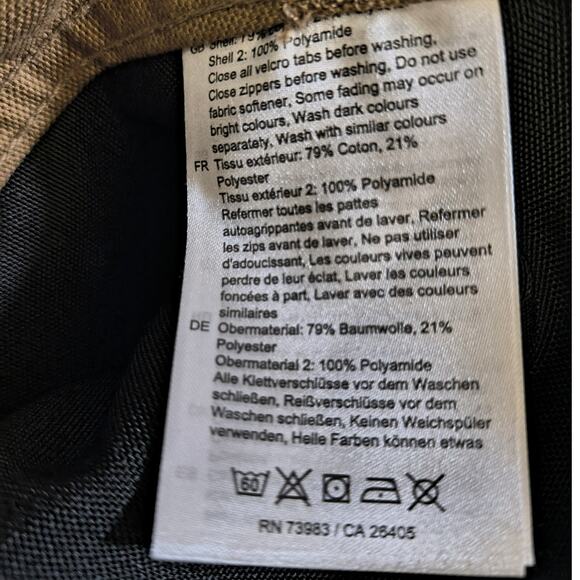 GB Shell: 79%
Shell 2: 100% Polyamide
Close all velcro tabs before washing,
Close zippers before washing, Do not use
fabric softener, Some fading may occur on
bright colours, Wash dark colours
separately, Wash with similar colours
FR Tissu extérieur: 79% Coton, 21%
Polyester
Tissu extérieur 2: 100% Polyamide
Refermer toutes les pattes
autoagrippantes avant de laver, Refermer
les zips avant de laver, Ne pas utiliser
d'adoucissant, Les couleurs vives peuvent
perdre de leur éclat, Laver les couleurs
foncées à part, Laver avec des couleurs
similaires
DE Obermaterial: 79% Baumwolle, 21%
Polyester
Obermaterial 2: 100% Polyamide
Alle Klettverschlüsse vor dem Waschen
schließen, Reißverschlüsse vor dem
Waschen schließen, Keinen Weichspüler
verwenden, Helle Farben können etwas
60
RN 73983 / CA 26405